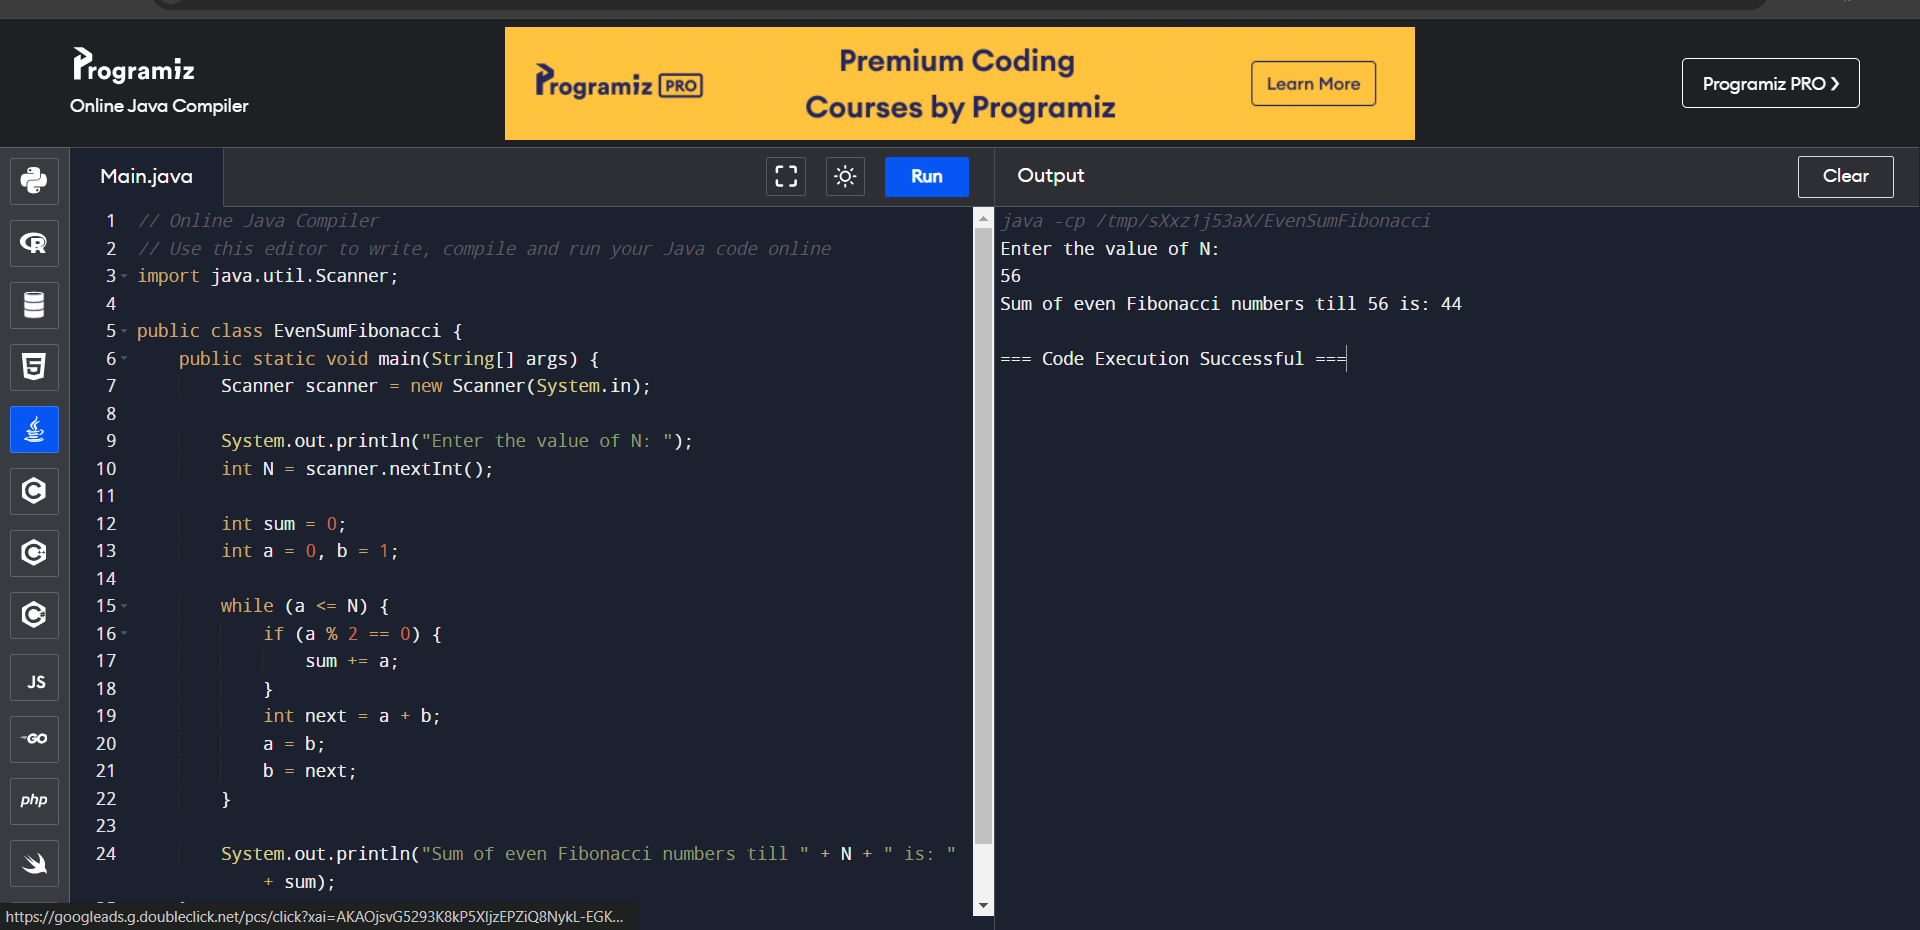 Programiz
Online Java Compiler
Programiz PRO
Premium Coding
Courses by Programiz
Learn More
Programiz PRO ❯
Main.java
Run
Output
Clear
1 // Online Java Compiler
2 // Use this editor to write, compile and run your Java code online
3 import java.util.Scanner;
4
5 public class EvenSumFibonacci {
6 public static void main(String[] args) {
7 Scanner scanner = new Scanner(System.in);
8
9 System.out.println("Enter the value of N: ");
10 int N = scanner.nextInt();
11
12 int sum = 0;
13 int a = 0, b = 1;
14
15 while (a <= N) {
16 if (a % 2 == 0) {
17 sum += a;
18 }
19 int next = a + b;
20 a = b;
21 b = next;
22 }
23
24 System.out.println("Sum of even Fibonacci numbers till " + N + " is: "
+ sum);
java -cp /tmp/sXxz1j53aX/EvenSumFibonacci
Enter the value of N:
56
Sum of even Fibonacci numbers till 56 is: 44
=== Code Execution Successful ===
R
5
C
C
C
JS
GO
php
https://googleads.g.doubleclick.net/pcs/click?xai=AKAOjsvG5293K8kP5XIjzEPZiQ8NykL-EGK...